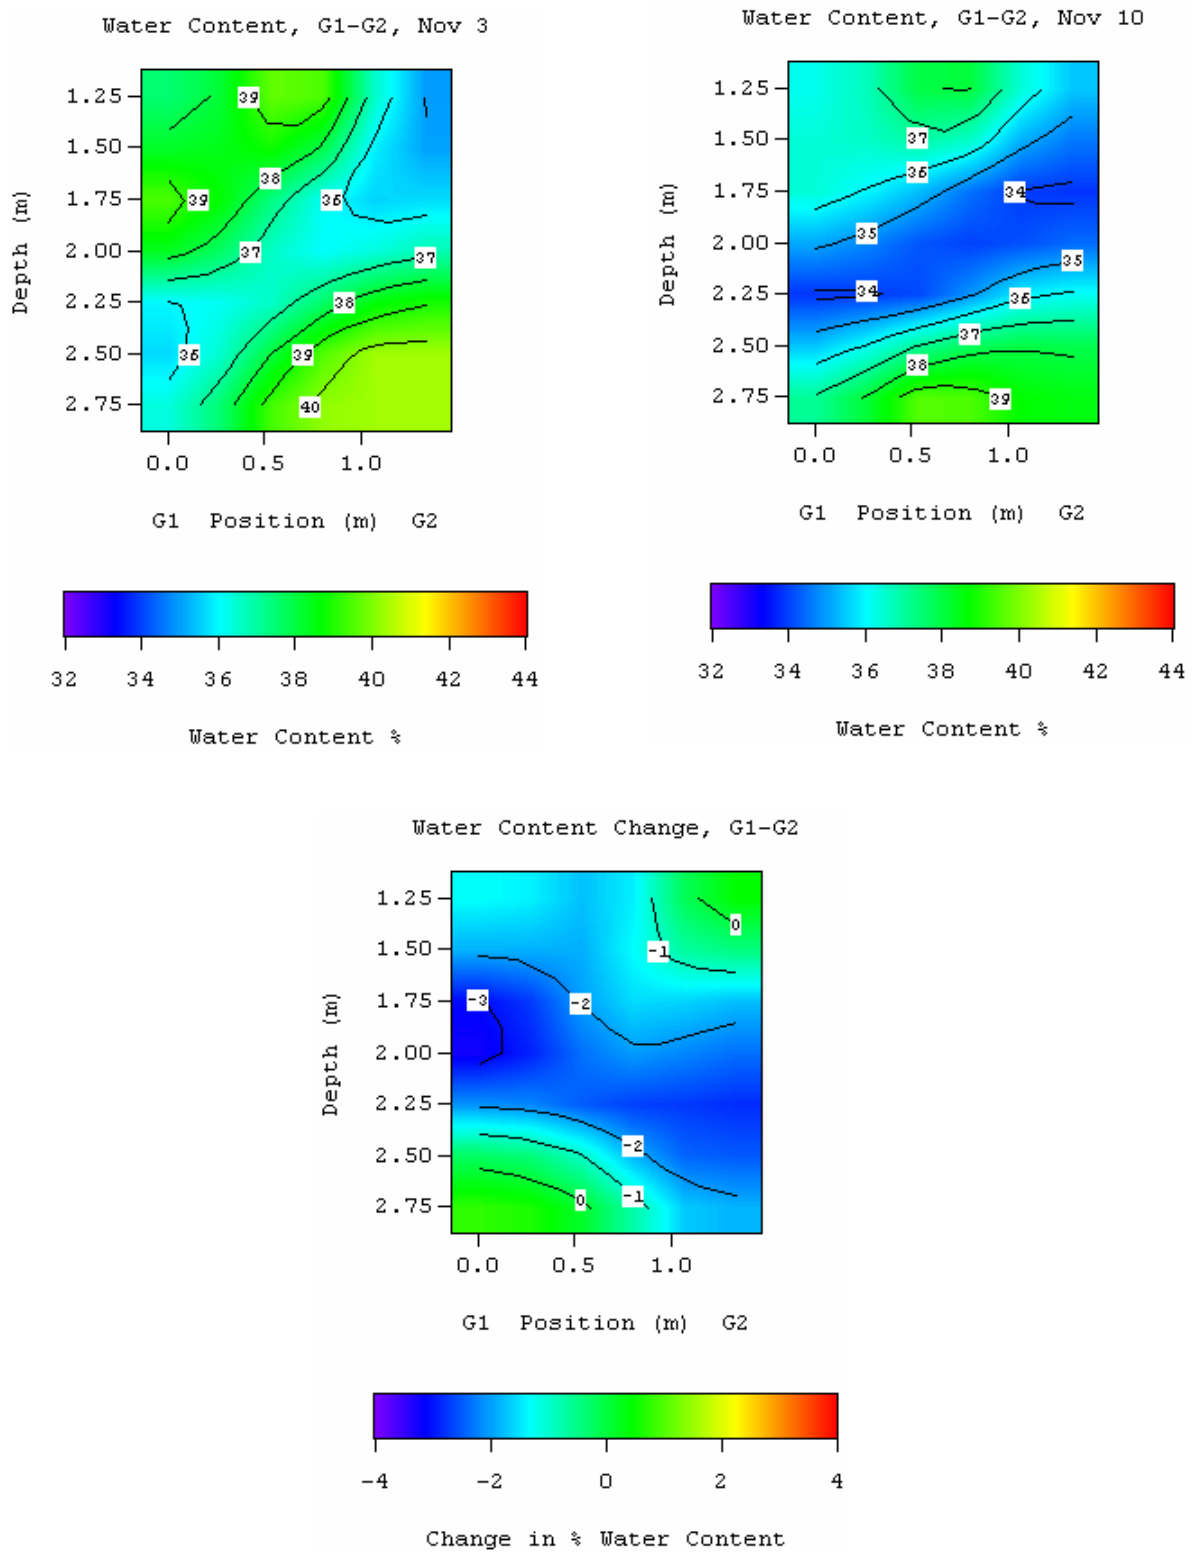 Water Content, G1-G2, Nov 3
1.25
1.50
1.75
2.00
2.25
2.50
2.75
Depth (m)
39
38
39
36
37
37
38
36
39
40
0.0 0.5 1.0
G1 Position (m) G2
32 34 36 38 40 42 44
Water Content %
Water Content, G1-G2, Nov 10
1.25
1.50
1.75
2.00
2.25
2.50
2.75
Depth (m)
37
36
34
35
35
34
36
37
38
39
0.0 0.5 1.0
G1 Position (m) G2
32 34 36 38 40 42 44
Water Content %
Water Content Change, G1-G2
1.25
1.50
1.75
2.00
2.25
2.50
2.75
Depth (m)
0
-1
-3
-2
-2
-1
0
0.0 0.5 1.0
G1 Position (m) G2
-4 -2 0 2 4
Change in % Water Content